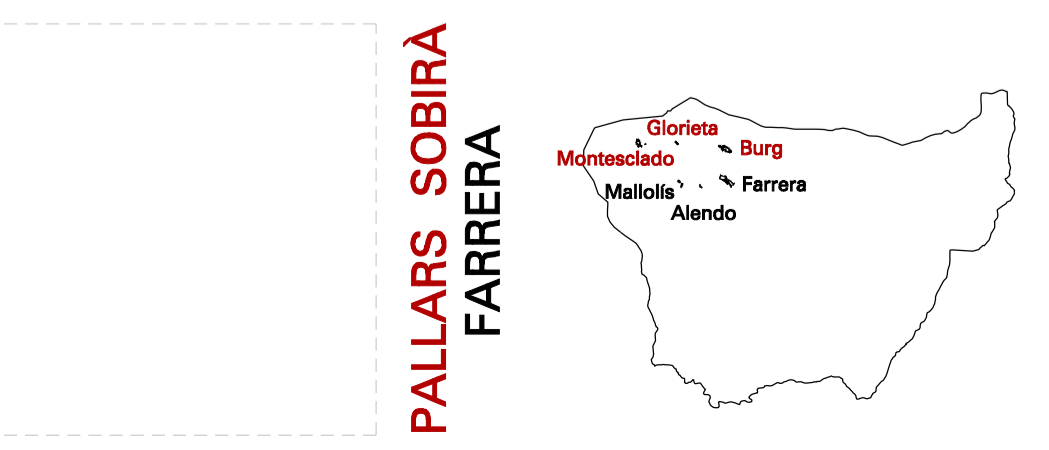 PALLARS SOBIRÀ
FARRERA
Glorieta
Burg
Montesclado
Mallolís
Farrera
Alendo